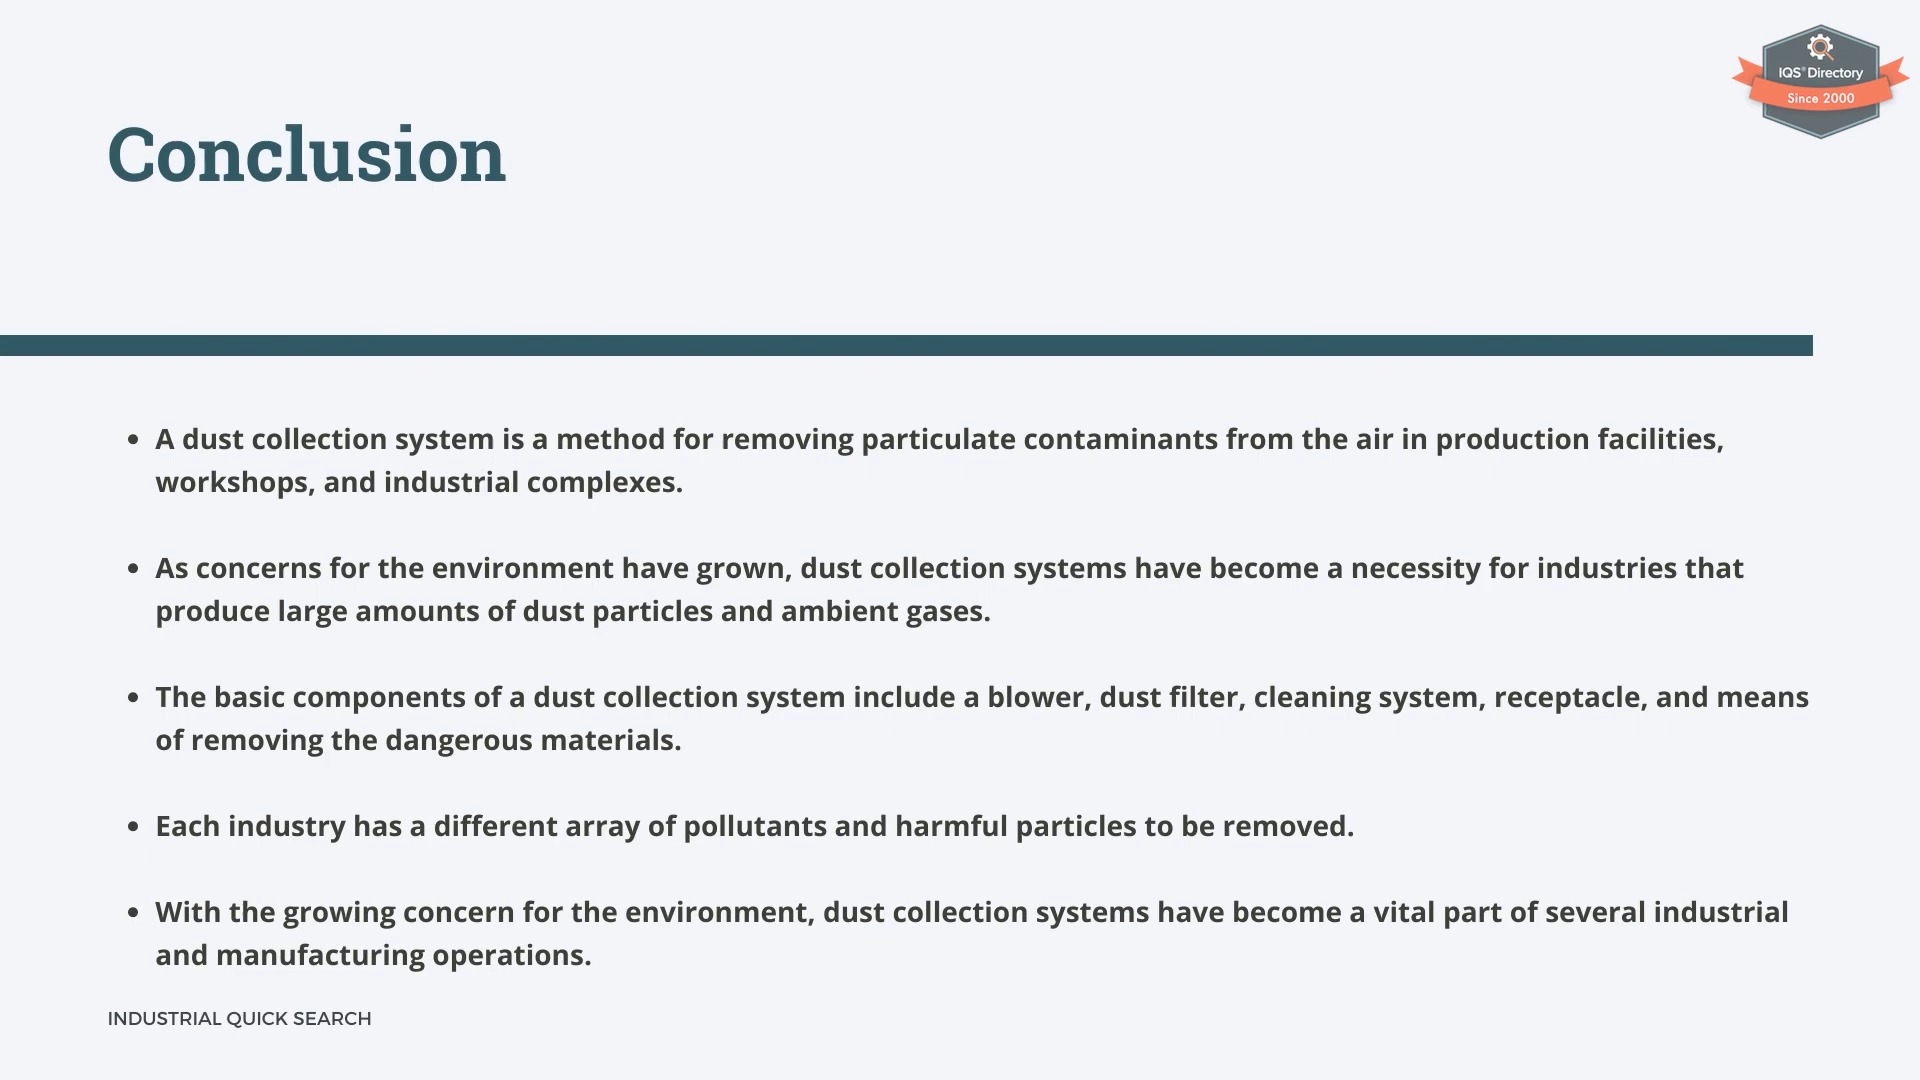 IQS® Directory
Since 2000
Conclusion
• A dust collection system is a method for removing particulate contaminants from the air in production facilities,
workshops, and industrial complexes.
• As concerns for the environment have grown, dust collection systems have become a necessity for industries that
produce large amounts of dust particles and ambient gases.
• The basic components of a dust collection system include a blower, dust filter, cleaning system, receptacle, and means
of removing the dangerous materials.
• Each industry has a different array of pollutants and harmful particles to be removed.
• With the growing concern for the environment, dust collection systems have become a vital part of several industrial
and manufacturing operations.
INDUSTRIAL QUICK SEARCH